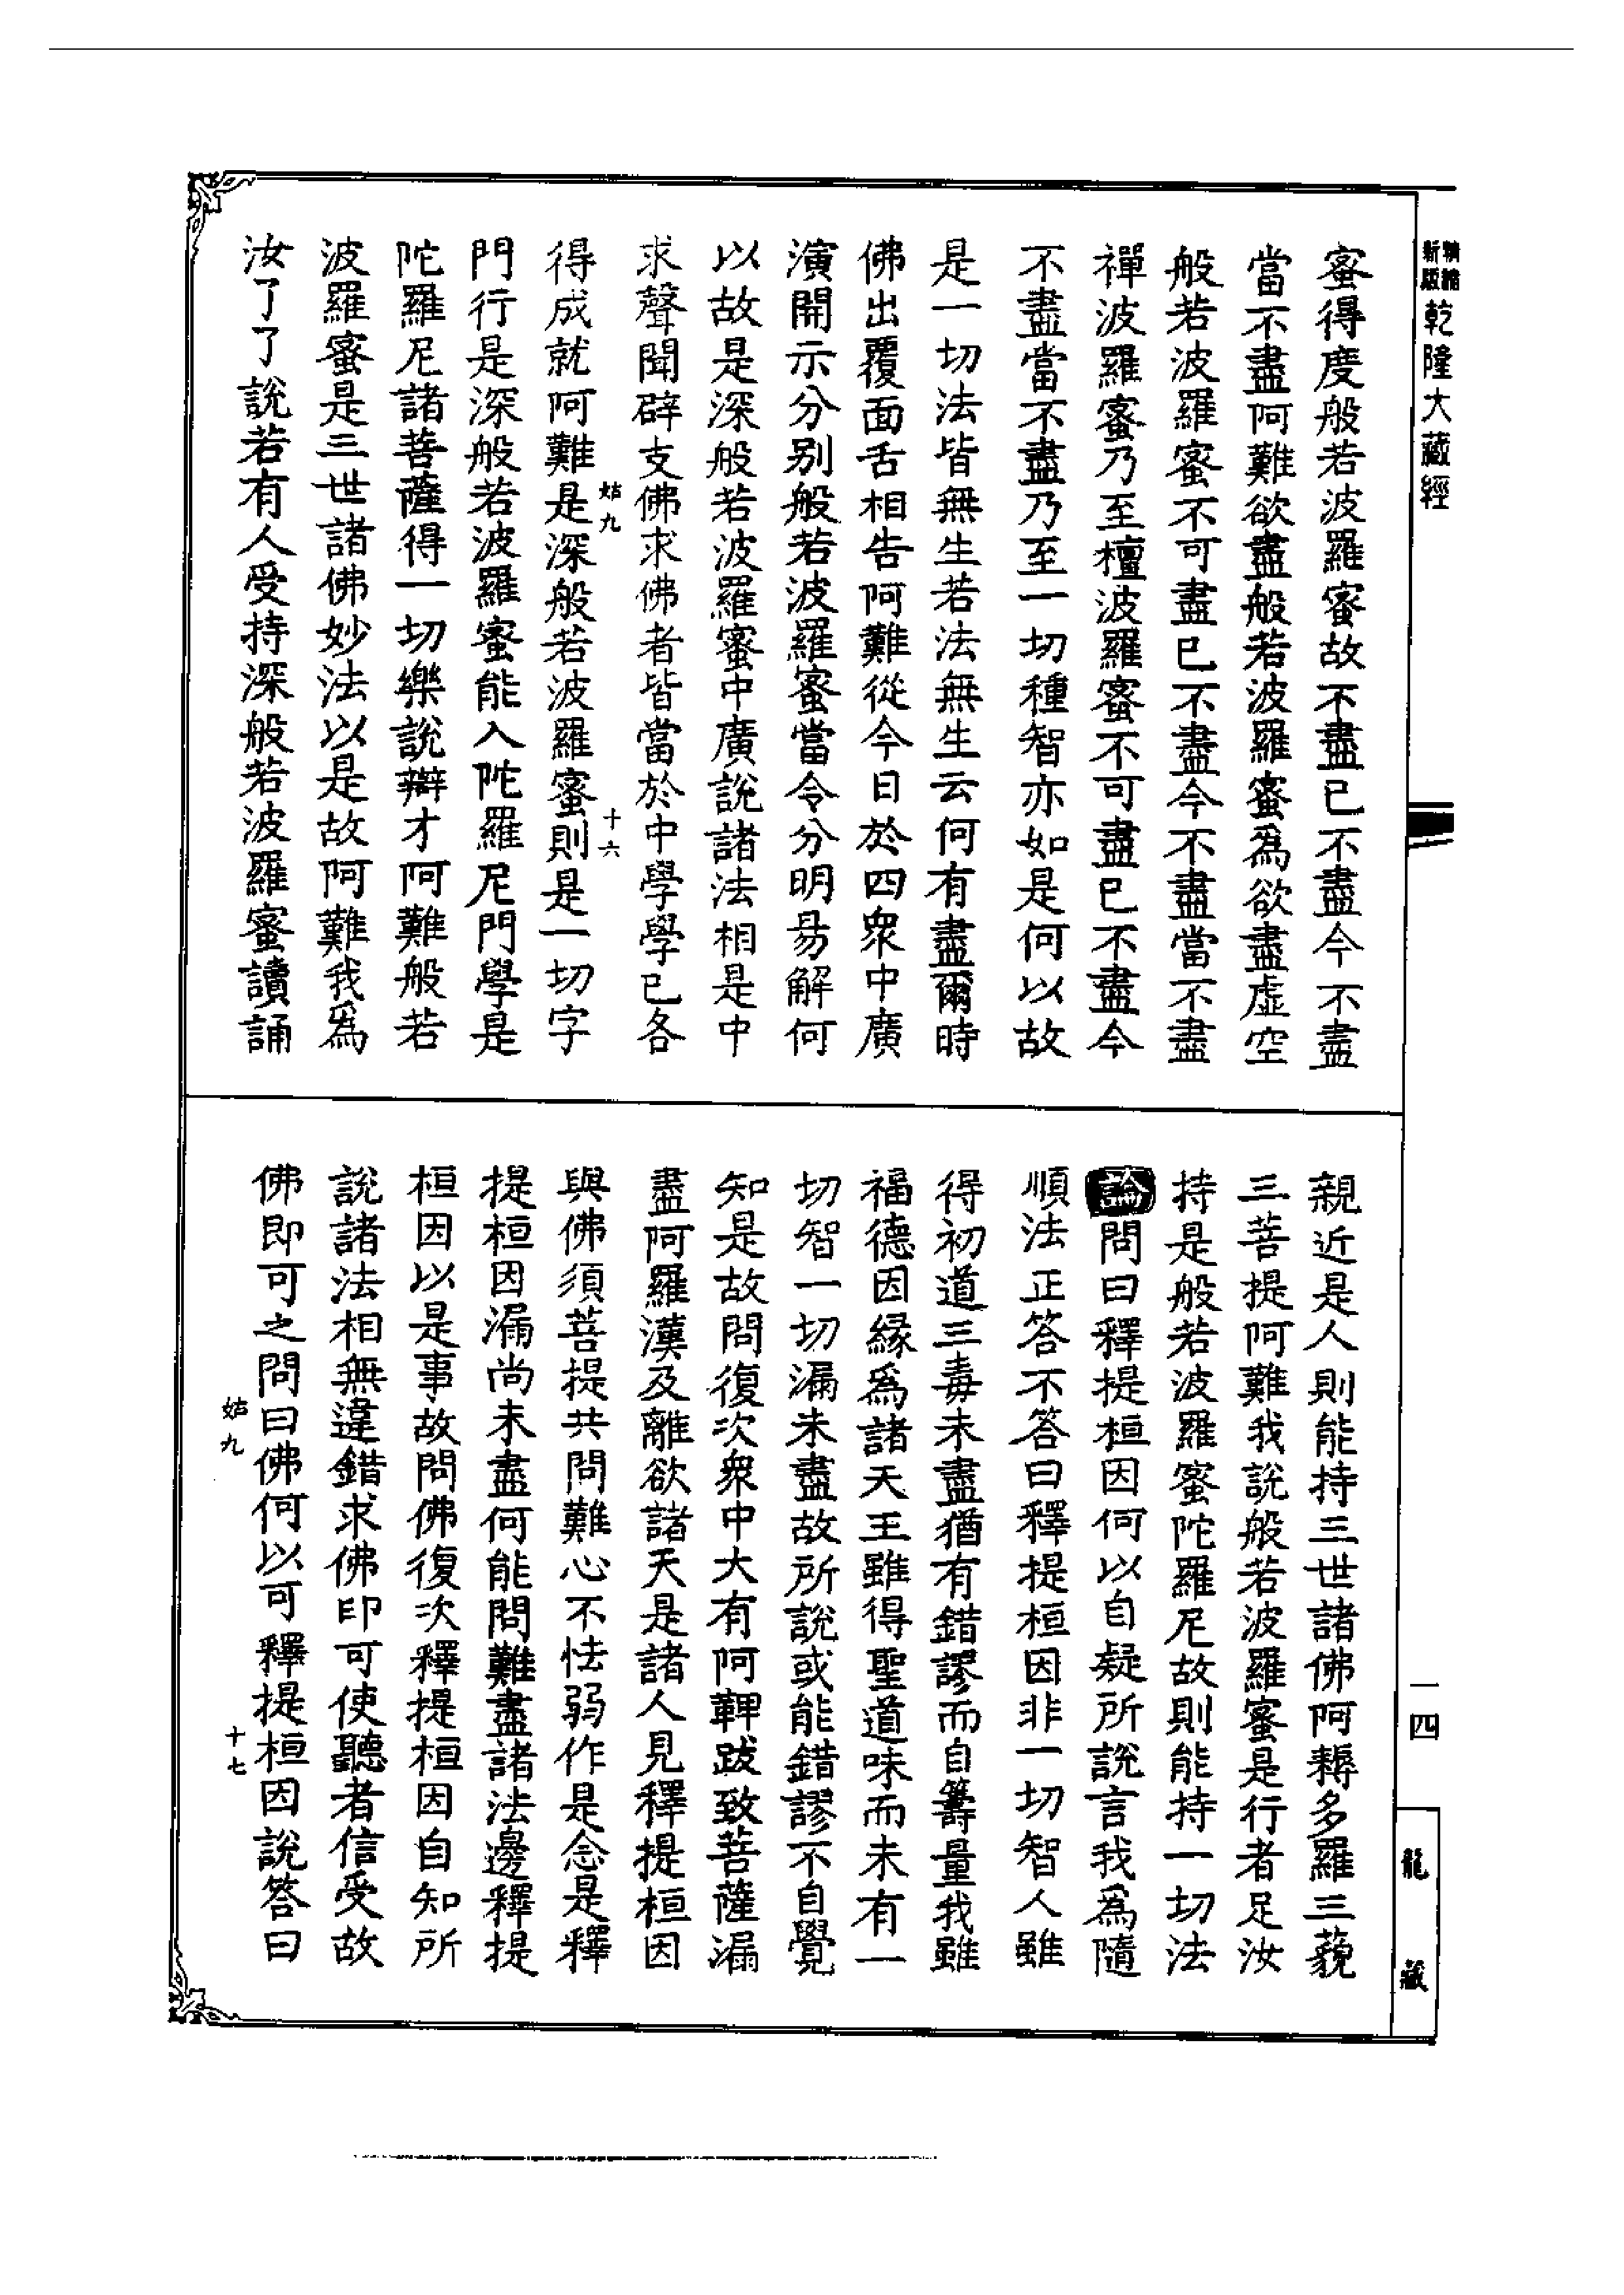 精補
新版
乾隆大藏經
蜜得度般若波羅蜜故不盡已不盡今不盡
當不盡阿難欲盡般若波羅蜜爲欲盡虛空
般若波羅蜜不可盡已不盡今不盡當不盡
禪波羅蜜乃至檀波羅蜜不可盡已不盡今
不盡當不盡乃至一切種智亦如是何以故
是一切法皆無生若法無生云何有盡爾時
佛出覆面舌相告阿難從今日於四衆中廣
演開示分别般若波羅蜜當令分明昜解何
以故是深般若波羅蜜中廣說諸法相是中
求聲聞辟支佛求佛者皆當於中學學已各
姑九
十六
得成就阿難是深般若波羅蜜則是一切字
門行是深般若波羅蜜能入陀羅尼門學是
陀羅尼諸菩薩得一切樂說辯才阿難般若
波羅蜜是三世諸佛妙法以是故阿難我爲
汝了了說若有人受持深般若波羅蜜讀誦
親近是人則能持三世諸佛阿耨多羅三藐
三菩提阿難我說般若波羅蜜是行者足汝
持是般若波羅蜜陀羅尼故則能持一切法
論問曰釋提桓因何以自疑所說言我爲隨
順法正答不答曰釋提桓因非一切智人雖
得初道三毒未盡猶有錯謬而自籌量我雖
福德因緣爲諸天王雖得聖道味而未有一
切智一切漏未盡故所說或能錯謬不自覺
知是故問復次衆中大有阿鞞跋致菩薩漏
盡阿羅漢及離欲諸天是諸人見釋提桓因
與佛須菩提共問難心不怯弱作是念是釋
提桓因漏尚未盡何能問難盡諸法邊釋提
桓因以是事故問佛復次釋提桓因自知所
說諸法相無違錯求佛印可使聽者信受故
佛即可之問曰佛何以可釋提桓因說答曰
姑九
十七
一四
龍藏